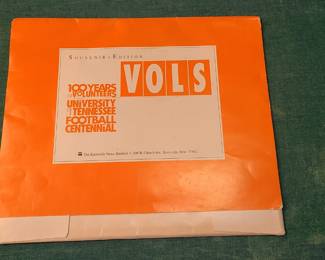 SOUVENIR EDITION
VOLS
100 YEARS
OF VOLUNTEERS
UNIVERSITY
OF TENNESSEE
FOOTBALL
CENTENNIAL